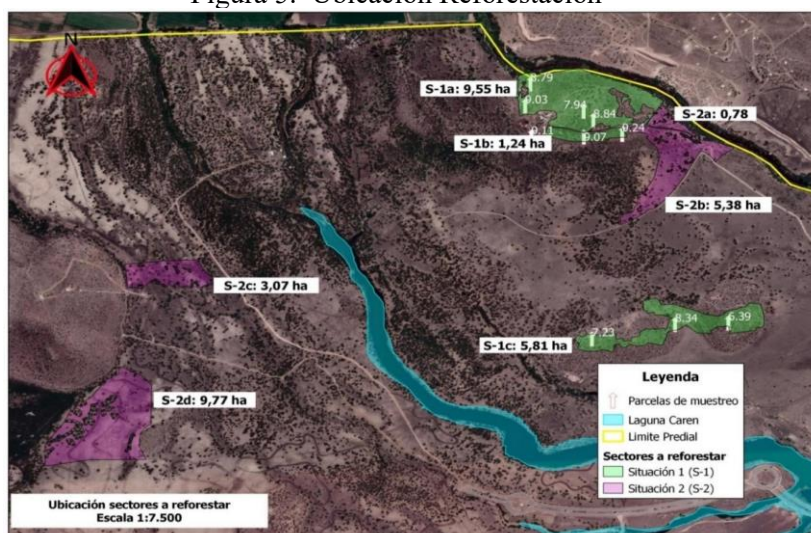 Figura 5. Ubicación Reforestación
N
S-1a: 9,55 ha
8.79
9.03
7.94
8.84
S-2a: 0,78
S-1b: 1,24 ha
9.11
9.07
9.24
S-2b: 5,38 ha
S-2c: 3,07 ha
S-1c: 5,81 ha
7.23
8.34
6.39
S-2d: 9,77 ha
Leyenda
Parcelas de muestreo
Laguna Caren
Limite Predial
Sectores a reforestar
Situación 1 (S-1)
Situación 2 (S-2)
Ubicación sectores a reforestar
Escala 1:7.500